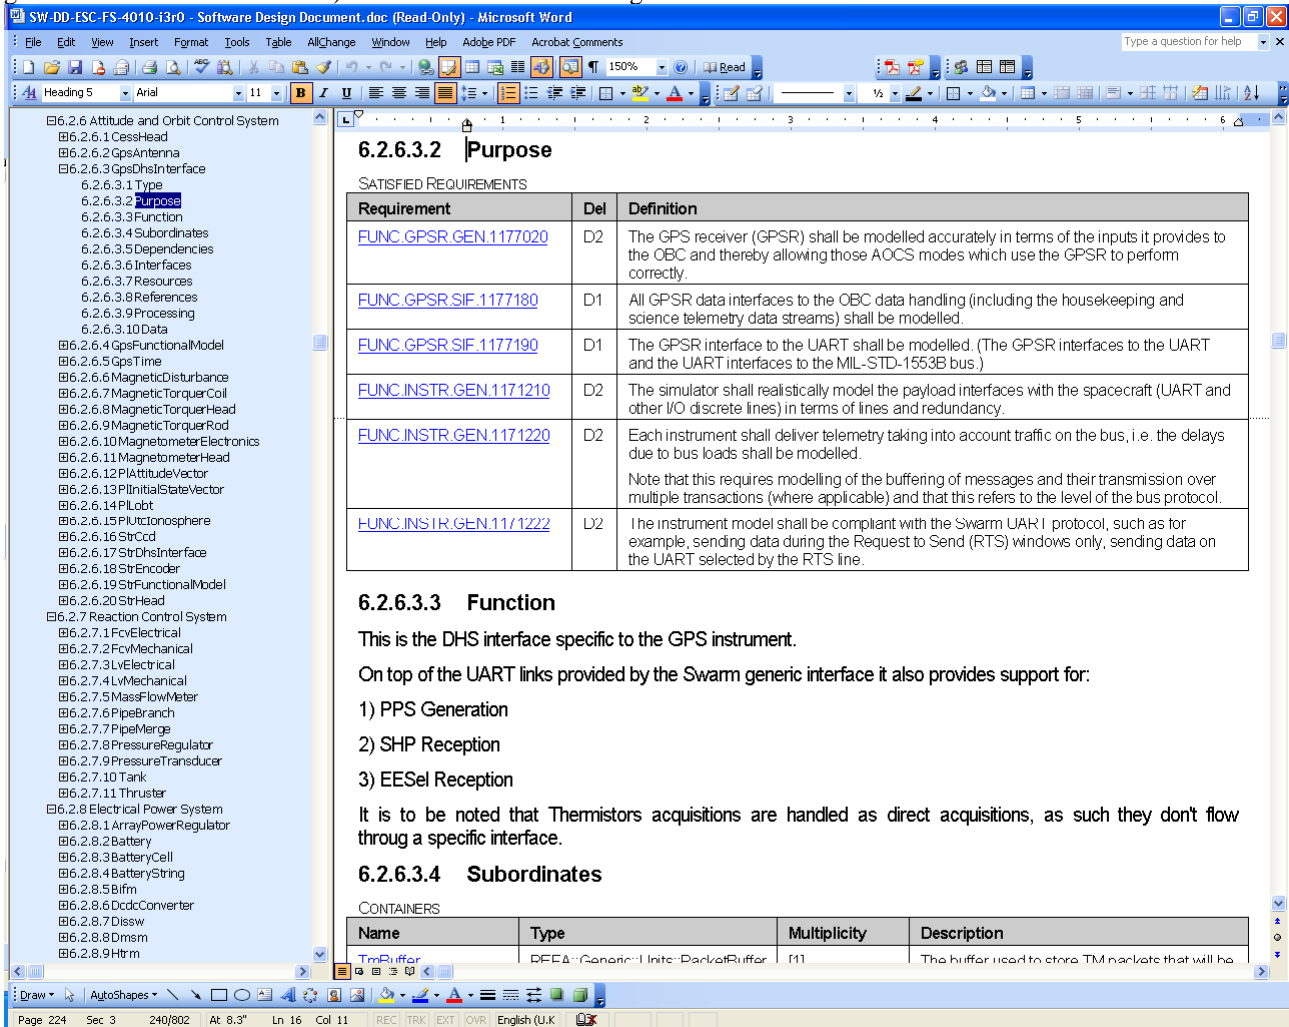 SW-DD-ESC-FS-4010-i3r0 - Software Design Document.doc (Read-Only) - Microsoft Word
File Edit View Insert Format Tools Table AllChange Window Help Adobe PDF Acrobat Comments
Type a question for help
150%
Read
Heading 5
Arial
11
B I U
½
6.2.6 Attitude and Orbit Control System
6.2.6.1 CessHead
6.2.6.2 GpsAntenna
6.2.6.3 GpsDhsInterface
6.2.6.3.1 Type
6.2.6.3.2 Purpose
6.2.6.3.3 Function
6.2.6.3.4 Subordinates
6.2.6.3.5 Dependencies
6.2.6.3.6 Interfaces
6.2.6.3.7 Resources
6.2.6.3.8 References
6.2.6.3.9 Processing
6.2.6.3.10 Data
6.2.6.4 GpsFunctionalModel
6.2.6.5 GpsTime
6.2.6.6 MagneticDisturbance
6.2.6.7 MagneticTorquerCoil
6.2.6.8 MagneticTorquerHead
6.2.6.9 MagneticTorquerRod
6.2.6.10 MagnetometerElectronics
6.2.6.11 MagnetometerHead
6.2.6.12 PlAttitudeVector
6.2.6.13 PlInitialStateVector
6.2.6.14 PlLobt
6.2.6.15 PlUtcIonosphere
6.2.6.16 StrCcd
6.2.6.17 StrDhsInterface
6.2.6.18 StrEncoder
6.2.6.19 StrFunctionalModel
6.2.6.20 StrHead
6.2.7 Reaction Control System
6.2.7.1 FcvElectrical
6.2.7.2 FcvMechanical
6.2.7.3 LvElectrical
6.2.7.4 LvMechanical
6.2.7.5 MassFlowMeter
6.2.7.6 PipeBranch
6.2.7.7 PipeMerge
6.2.7.8 PressureRegulator
6.2.7.9 PressureTransducer
6.2.7.10 Tank
6.2.7.11 Thruster
6.2.8 Electrical Power System
6.2.8.1 ArrayPowerRegulator
6.2.8.2 Battery
6.2.8.3 BatteryCell
6.2.8.4 BatteryString
6.2.8.5 Bifm
6.2.8.6 DcdcConverter
6.2.8.7 Dissw
6.2.8.8 Dmsm
6.2.8.9 Htrm
1 2 3 4 5 6
6.2.6.3.2 Purpose
SATISFIED REQUIREMENTS
Requirement Del Definition
FUNC.GPSR.GEN.1177020 D2 The GPS receiver (GPSR) shall be modelled accurately in terms of the inputs it provides to
the OBC and thereby allowing those AOCS modes which use the GPSR to perform
correctly.
FUNC.GPSR.SIF.1177180 D1 All GPSR data interfaces to the OBC data handling (including the housekeeping and
science telemetry data streams) shall be modelled.
FUNC.GPSR.SIF.1177190 D1 The GPSR interface to the UART shall be modelled. (The GPSR interfaces to the UART
and the UART interfaces to the MIL-STD-1553B bus.)
FUNC.INSTR.GEN.1171210 D2 The simulator shall realistically model the payload interfaces with the spacecraft (UART and
other I/O discrete lines) in terms of lines and redundancy.
FUNC.INSTR.GEN.1171220 D2 Each instrument shall deliver telemetry taking into account traffic on the bus, i.e. the delays
due to bus loads shall be modelled.
Note that this requires modelling of the buffering of messages and their transmission over
multiple transactions (where applicable) and that this refers to the level of the bus protocol.
FUNC.INSTR.GEN.1171222 D2 The instrument model shall be compliant with the Swarm UART protocol, such as for
example, sending data during the Request to Send (RTS) windows only, sending data on
the UART selected by the RTS line.
6.2.6.3.3 Function
This is the DHS interface specific to the GPS instrument.
On top of the UART links provided by the Swarm generic interface it also provides support for:
1) PPS Generation
2) SHP Reception
3) EESel Reception
It is to be noted that Thermistors acquisitions are handled as direct acquisitions, as such they don't flow
throug a specific interface.
6.2.6.3.4 Subordinates
CONTAINERS
Name Type Multiplicity Description
TmBuffer REFA::Generic::Units::PacketBuffer [1] The buffer used to store TM packets that will be
Draw AutoShapes
Page 224 Sec 3 240/802 At 8.3" Ln 16 Col 11 REC TRK EXT OVR English (U.K